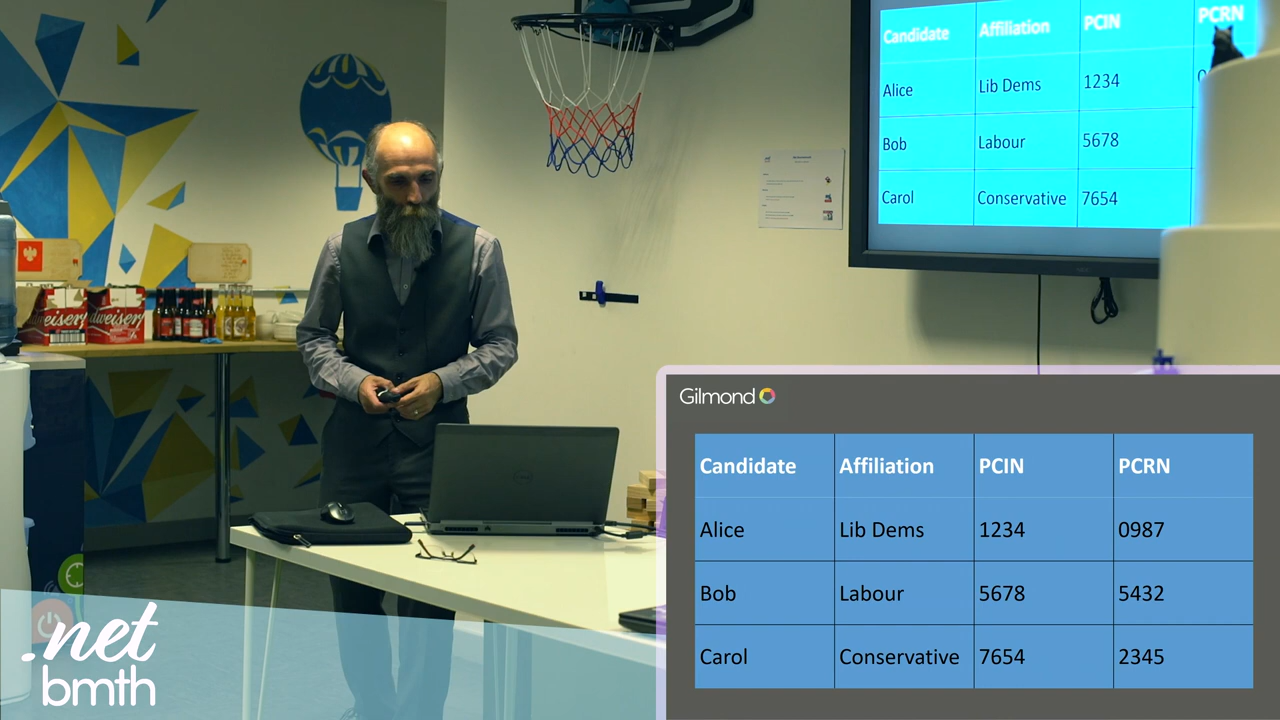 Candidate Affiliation PCIN PCRN
Alice Lib Dems 1234
Bob Labour 5678
Carol Conservative 7654
Gilmond
Candidate Affiliation PCIN PCRN
Alice Lib Dems 1234 0987
Bob Labour 5678 5432
Carol Conservative 7654 2345
.net
bmth